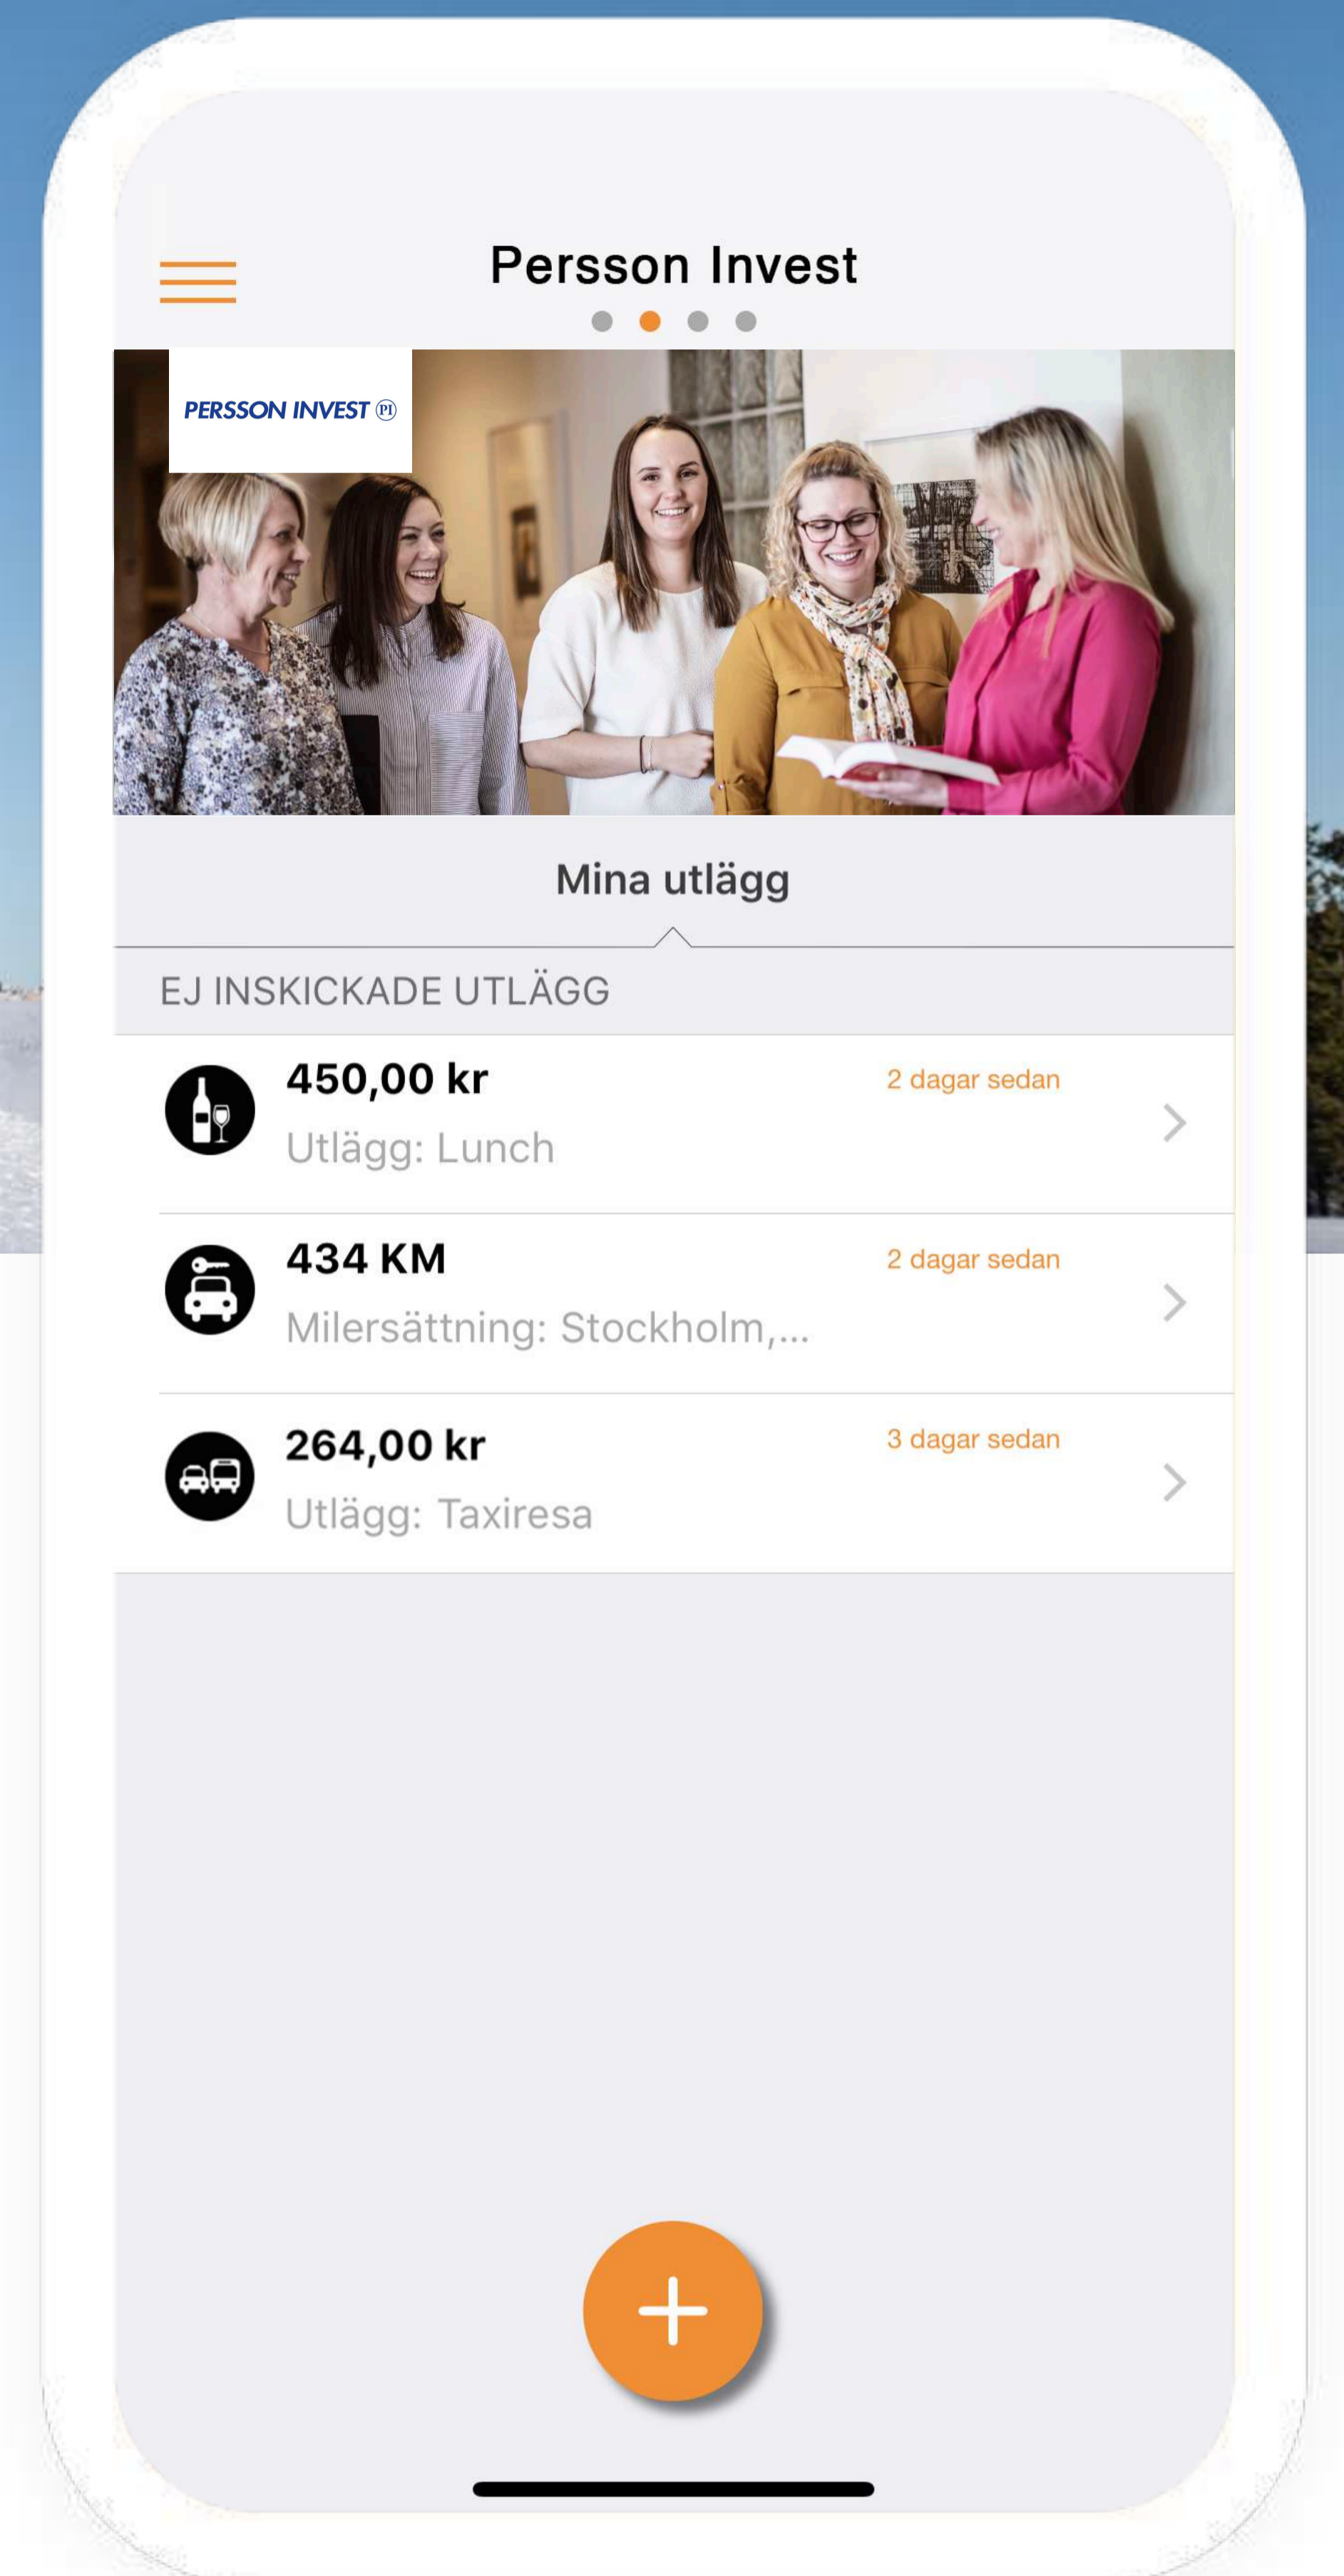 Persson Invest
PERSSON INVEST PI
Mina utlägg
EJ INSKICKADE UTLÄGG
450,00 kr
2 dagar sedan
Utlägg: Lunch
434 KM
2 dagar sedan
Milersättning: Stockholm,...
264,00 kr
3 dagar sedan
Utlägg: Taxiresa